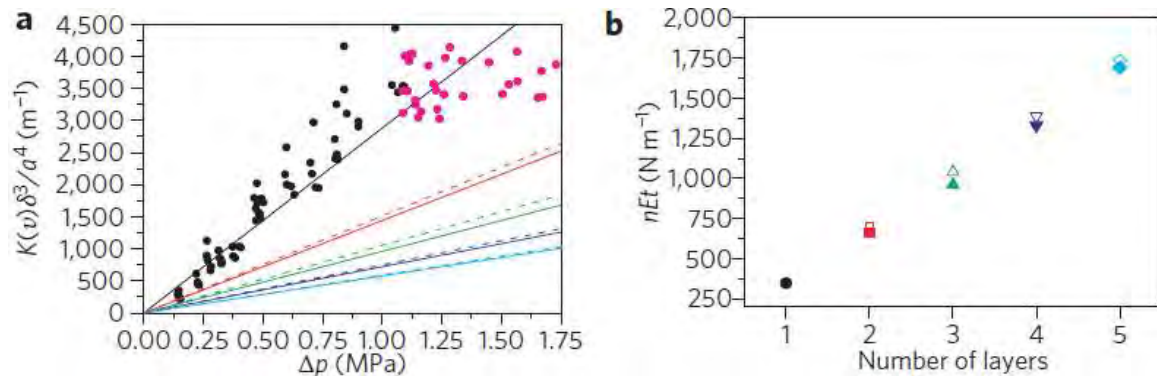 a
4,500
4,000
3,500
3,000
2,500
2,000
1,500
1,000
500
0
K(υ)δ³/a⁴ (m⁻¹)
0.00 0.25 0.50 0.75 1.00 1.25 1.50 1.75
Δp (MPa)
b
2,000
1,750
1,500
1,250
1,000
750
500
250
nEt (N m⁻¹)
1 2 3 4 5
Number of layers